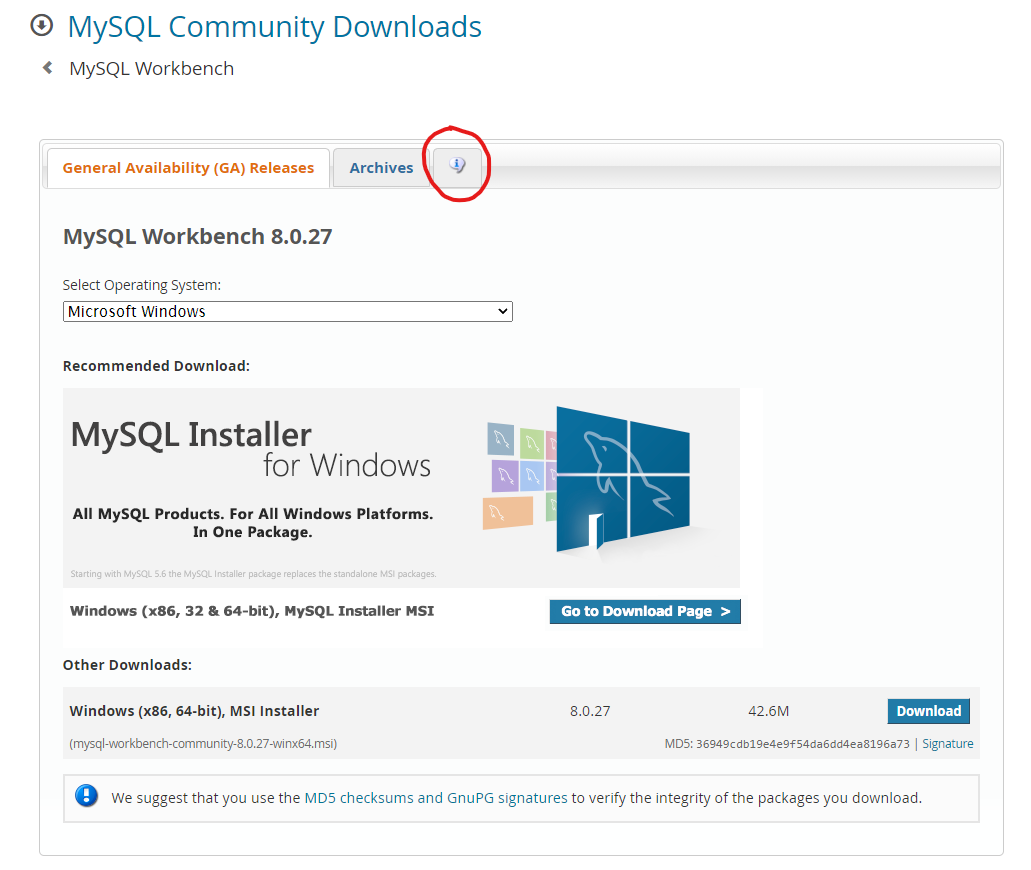 MySQL Community Downloads
MySQL Workbench
General Availability (GA) Releases
Archives
MySQL Workbench 8.0.27
Select Operating System:
Microsoft Windows
Recommended Download:
MySQL Installer
for Windows
All MySQL Products. For All Windows Platforms.
In One Package.
Starting with MySQL 5.6 the MySQL Installer package replaces the standalone MSI packages.
Windows (x86, 32 & 64-bit), MySQL Installer MSI
Go to Download Page >
Other Downloads:
Windows (x86, 64-bit), MSI Installer 8.0.27 42.6M Download
(mysql-workbench-community-8.0.27-winx64.msi) MD5: 36949cdb19e4e9f54da6dd4ea8196a73 | Signature
We suggest that you use the MD5 checksums and GnuPG signatures to verify the integrity of the packages you download.